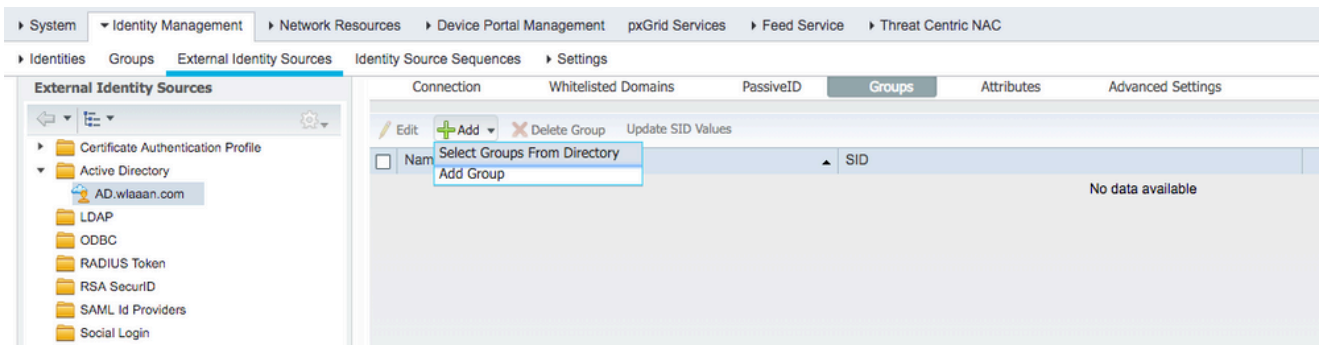 System Identity Management Network Resources Device Portal Management pxGrid Services Feed Service Threat Centric NAC
Identities Groups External Identity Sources Identity Source Sequences Settings
External Identity Sources
Certificate Authentication Profile
Active Directory
AD.wlaaan.com
LDAP
ODBC
RADIUS Token
RSA SecurID
SAML Id Providers
Social Login
Connection Whitelisted Domains PassiveID Groups Attributes Advanced Settings
Edit Add Delete Group Update SID Values
Nam SID
Select Groups From Directory
Add Group
No data available